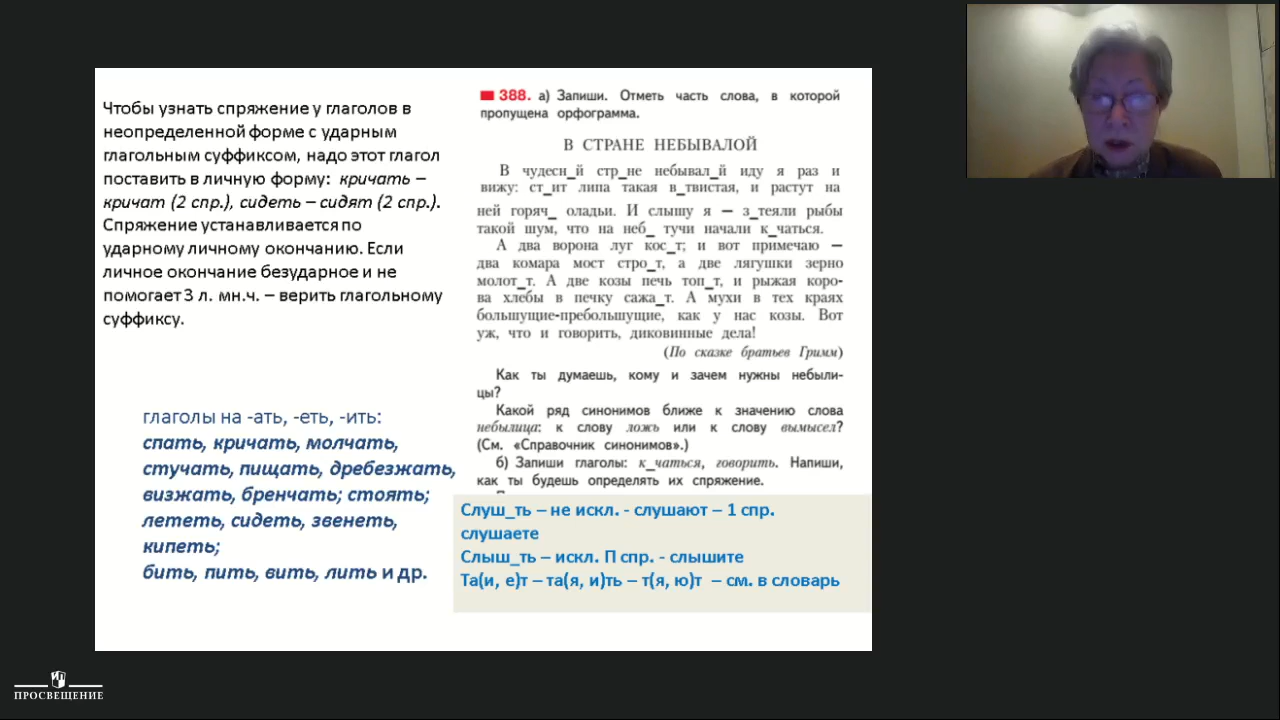 Чтобы узнать спряжение у глаголов в
неопределенной форме с ударным
глагольным суффиксом, надо этот глагол
поставить в личную форму: кричать –
кричат (2 спр.), сидеть – сидят (2 спр.).
Спряжение устанавливается по
ударному личному окончанию. Если
личное окончание безударное и не
помогает 3 л. мн.ч. – верить глагольному
суффиксу.
глаголы на -ать, -еть, -ить:
спать, кричать, молчать,
стучать, пищать, дребезжать,
визжать, бренчать; стоять;
лететь, сидеть, звенеть,
кипеть;
бить, пить, вить, лить и др.
388. а) Запиши. Отметь часть слова, в которой
пропущена орфограмма.
В СТРАНЕ НЕБЫВАЛОЙ
В чудесн_й стр_не небывал_й иду я раз и
вижу: ст_ит липа такая в_твистая, и растут на
ней горяч_ оладьи. И слышу я — з_теяли рыбы
такой шум, что на неб_ тучи начали к_чаться.
А два ворона луг кос_т; и вот примечаю —
два комара мост стро_т, а две лягушки зерно
молот_т. А две козы печь топ_т, и рыжая коро-
ва хлебы в печку сажа_т. А мухи в тех краях
большущие-пребольшущие, как у нас козы. Вот
уж, что и говорить, диковинные дела!
(По сказке братьев Гримм)
Как ты думаешь, кому и зачем нужны небыли-
цы?
Какой ряд синонимов ближе к значению слова
небылица: к слову ложь или к слову вымысел?
(См. «Справочник синонимов».)
б) Запиши глаголы: к_чаться, говорить. Напиши,
как ты будешь определять их спряжение.
Слуш_ть – не искл. - слушают – 1 спр.
слушаете
Слыш_ть – искл. П спр. - слышите
Та(и, е)т – та(я, и)ть – т(я, ю)т – см. в словарь
ПРОСВЕЩЕНИЕ